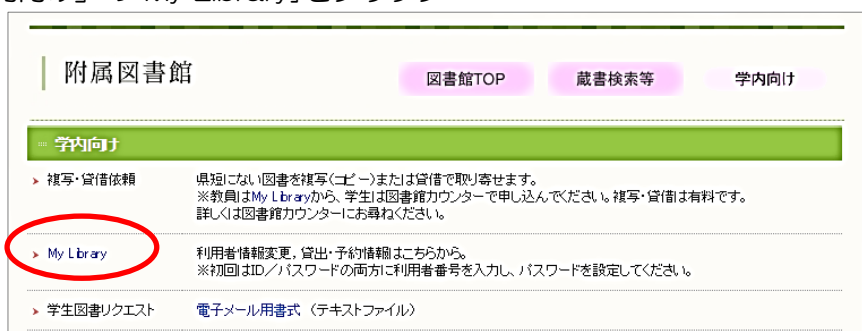 My Library」をクリック
附属図書館
図書館TOP
蔵書検索等
学内向け
学内向け
複写・貸借依頼
県短にない図書を複写(コピー)または貸借で取り寄せます。
※教員はMy Libraryから、学生は図書館カウンターで申し込んでください。複写・貸借は有料です。
詳しくは図書館カウンターにお尋ねください。
My Library
利用者情報変更，貸出・予約情報はこちらから。
※初回はID／パスワードの両方に利用者番号を入力し、パスワードを設定してください。
学生図書リクエスト
電子メール用書式 （テキストファイル）